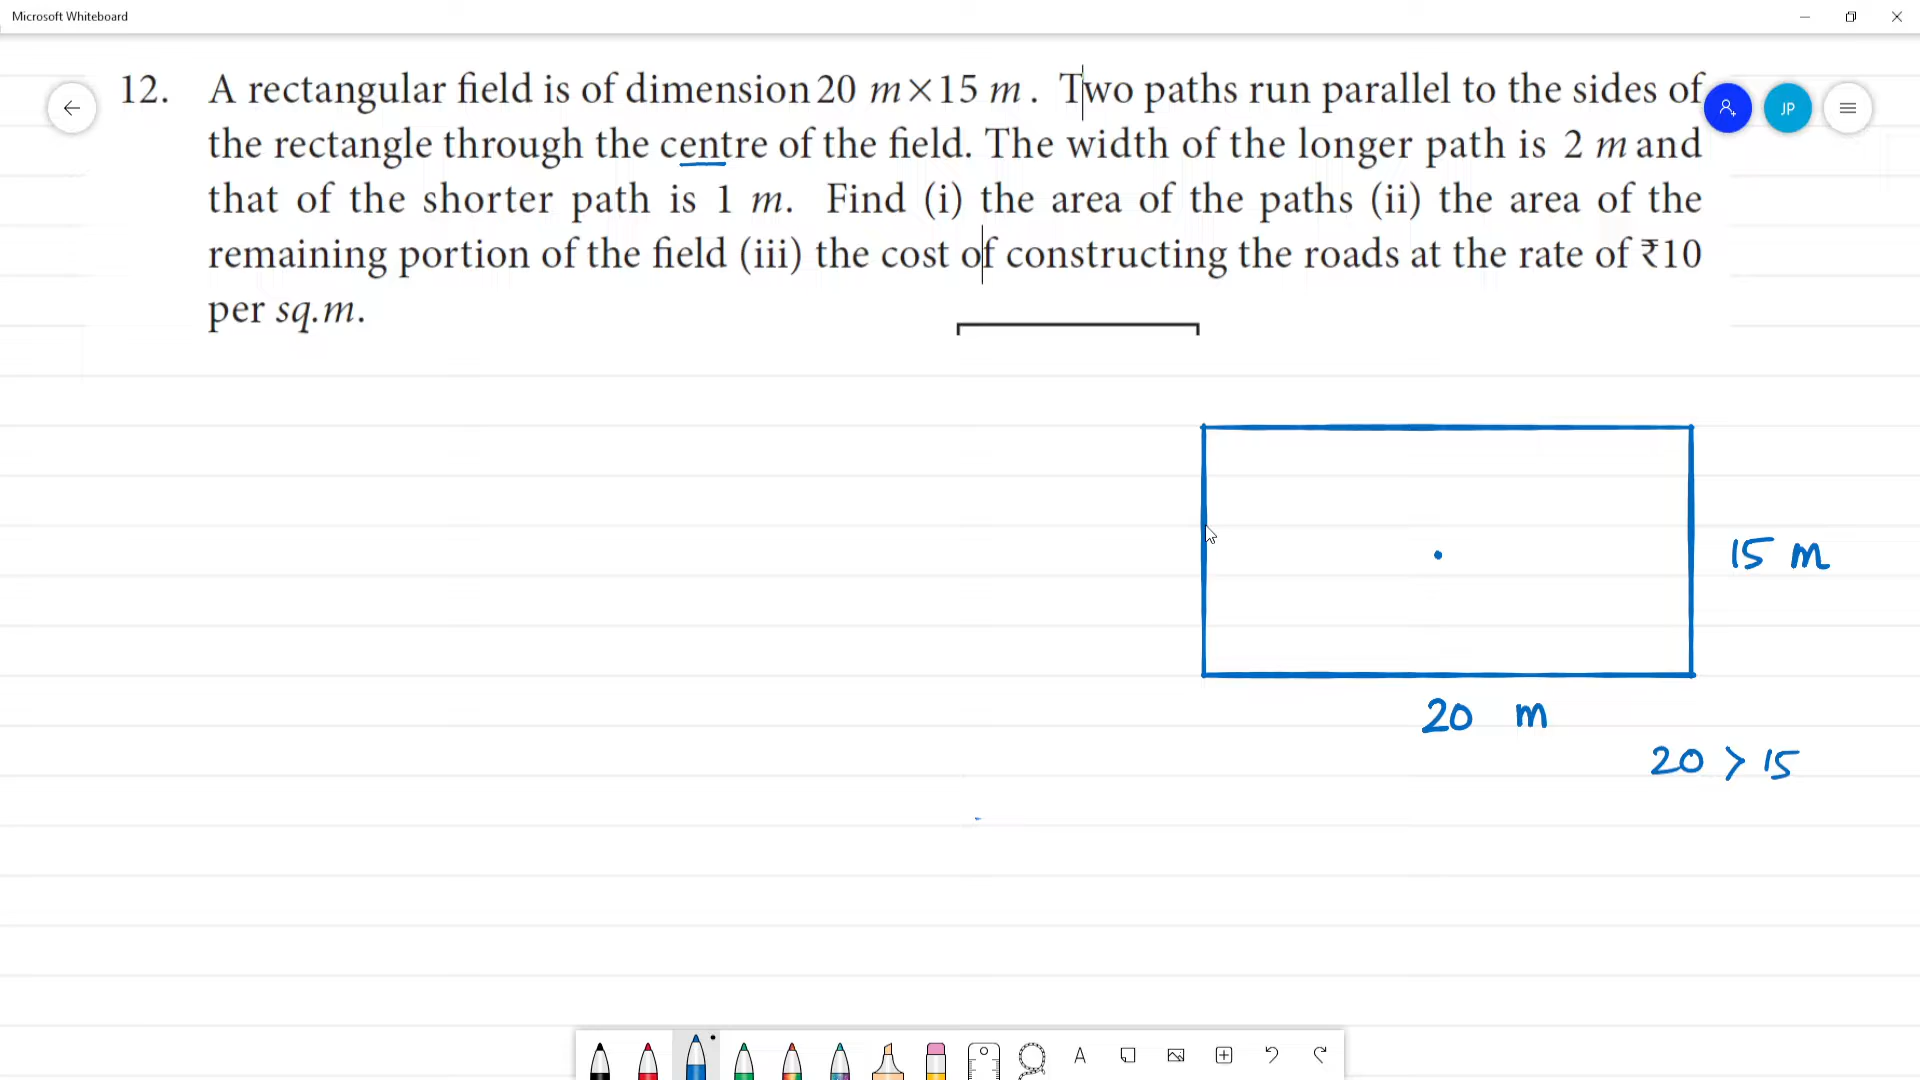 Microsoft Whiteboard
12. A rectangular field is of dimension 20 m×15 m. Two paths run parallel to the sides of
the rectangle through the centre of the field. The width of the longer path is 2 m and
that of the shorter path is 1 m. Find (i) the area of the paths (ii) the area of the
remaining portion of the field (iii) the cost of constructing the roads at the rate of ₹10
per sq.m.
JP
15 m
20 m
20 > 15
A